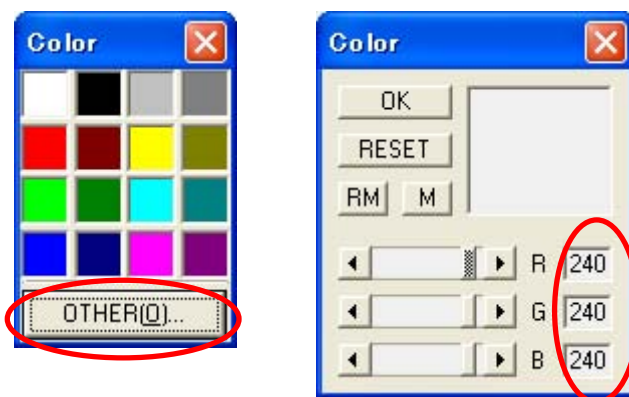 Color
OTHER(O)...
Color
OK
RESET
RM M
R 240
G 240
B 240